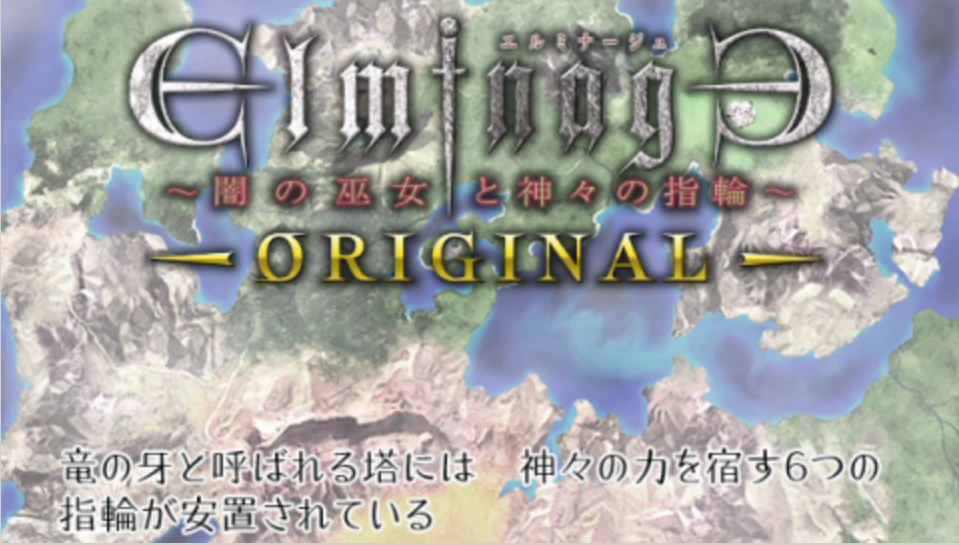 エルミナージュ
Elminage
～闇の巫女と神々の指輪～
ORIGINAL
竜の牙と呼ばれる塔には　神々の力を宿す6つの
指輪が安置されている